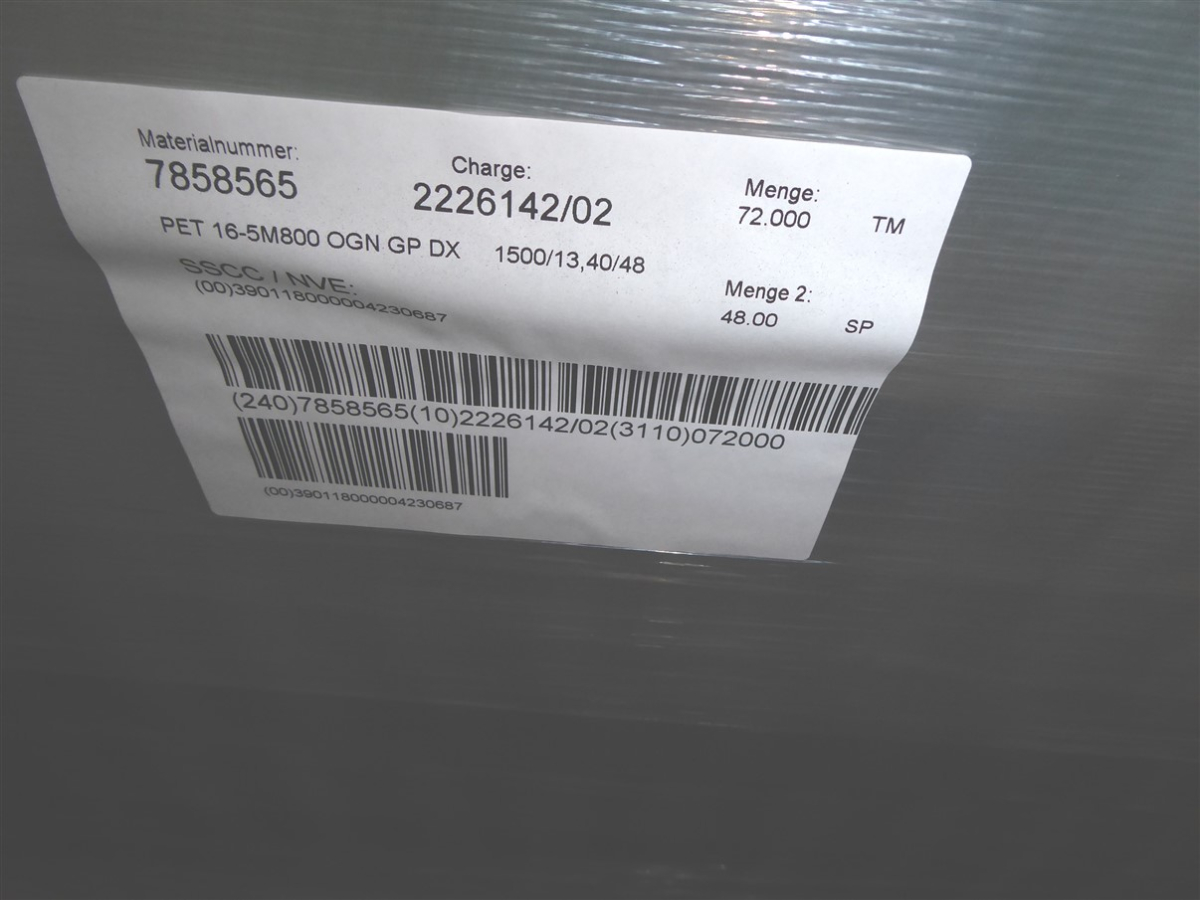 Materialnummer: Charge: Menge:
7858565 2226142/02 72.000 TM
PET 16-5M800 OGN GP DX 1500/13,40/48
SSCC / NVE: Menge 2:
(00)390118000004230687 48.00 SP
(240)7858565(10)2226142/02(3110)072000
(00)390118000004230687